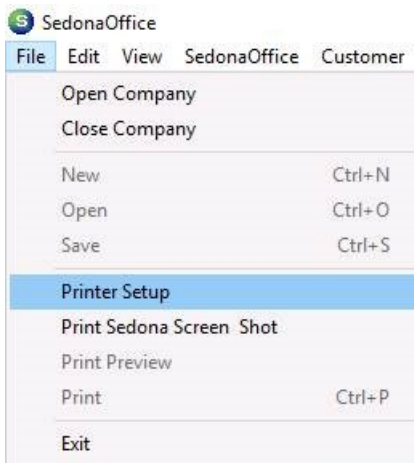 S SedonaOffice
File Edit View SedonaOffice Customer
Open Company
Close Company
New Ctrl+N
Open Ctrl+O
Save Ctrl+S
Printer Setup
Print Sedona Screen Shot
Print Preview
Print Ctrl+P
Exit